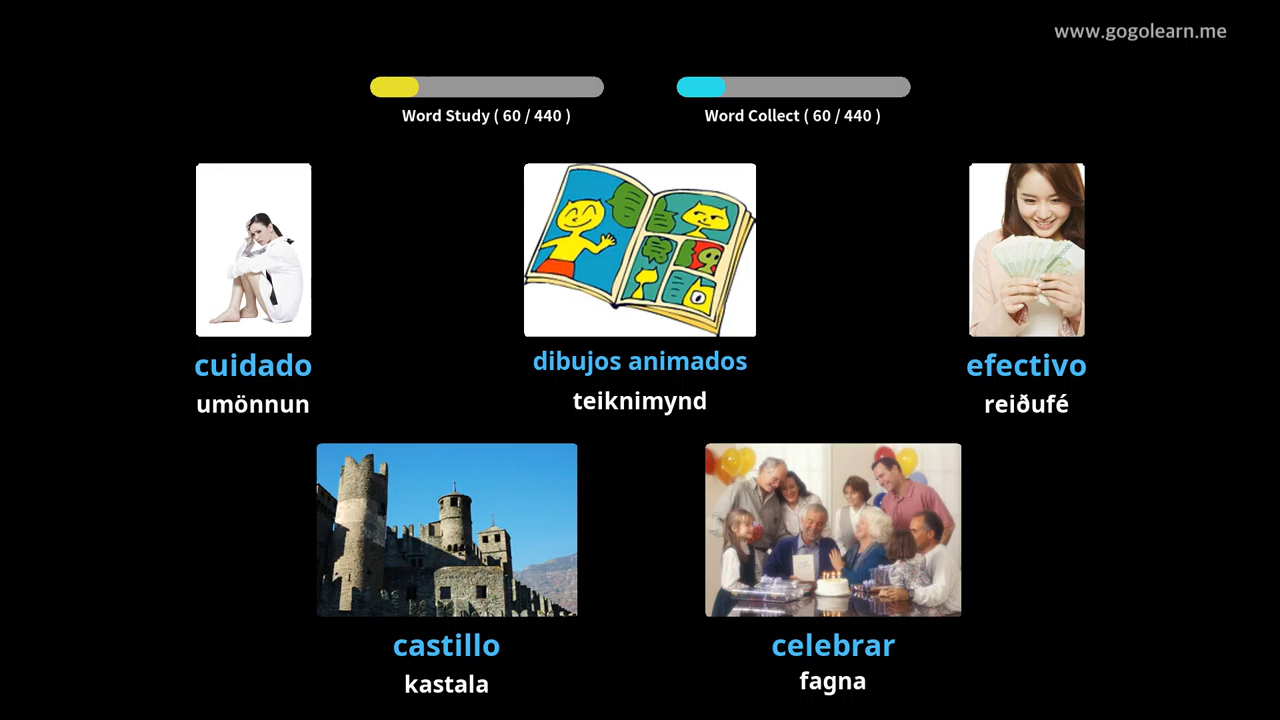 www.gogolearn.me
Word Study ( 60 / 440 )
Word Collect ( 60 / 440 )
cuidado
umönnun
dibujos animados
teiknimynd
efectivo
reiðufé
castillo
kastala
celebrar
fagna